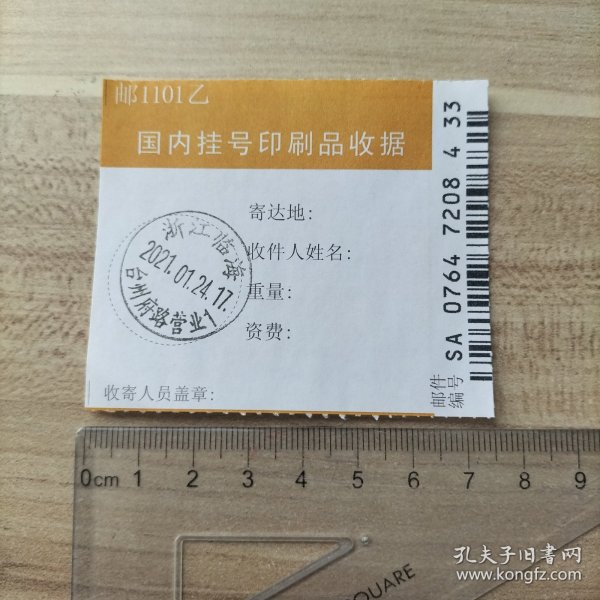 邮1101乙
国内挂号印刷品收据
寄达地：
收件人姓名：
重量：
资费：
收寄人员盖章：
浙江临海
2021.01.24.17
台州府路营业1
邮件
编号
SA 0764 7208 4 33
0cm 1 2 3 4 5 6 7 8 9
SQUARE
孔夫子旧书网
www.kongfz.com